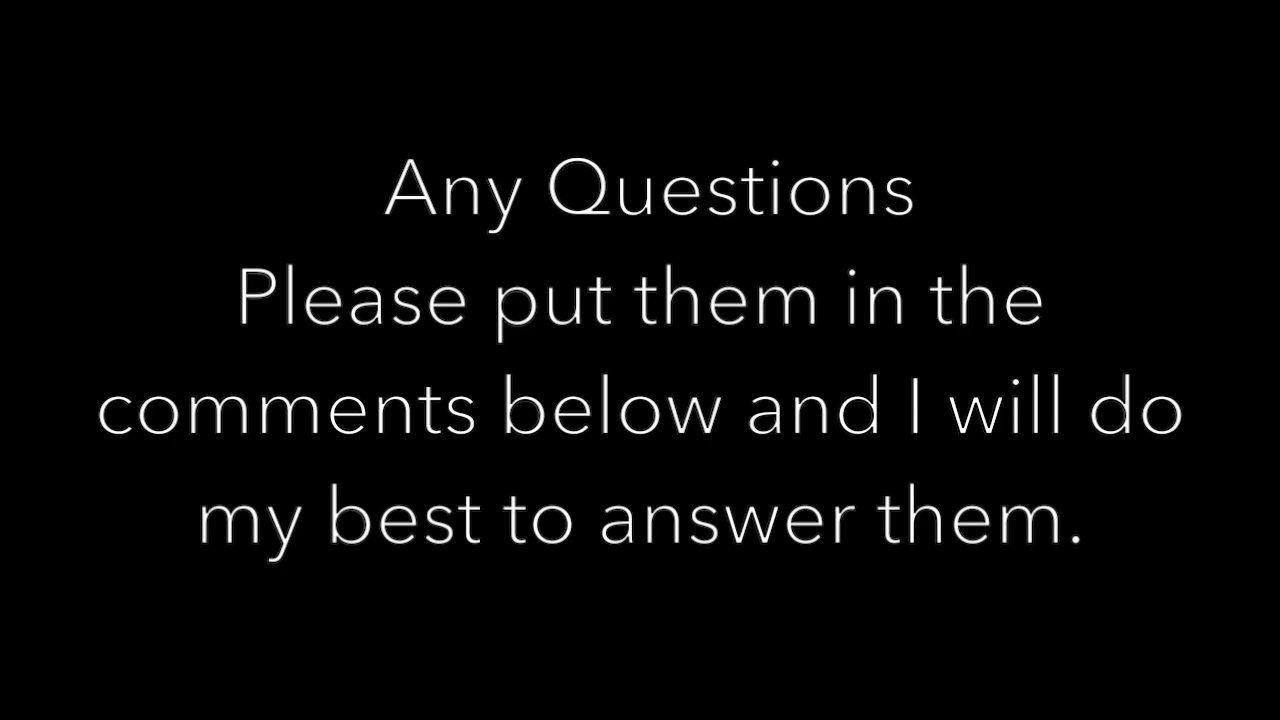 Any Questions
Please put them in the
comments below and I will do
my best to answer them.